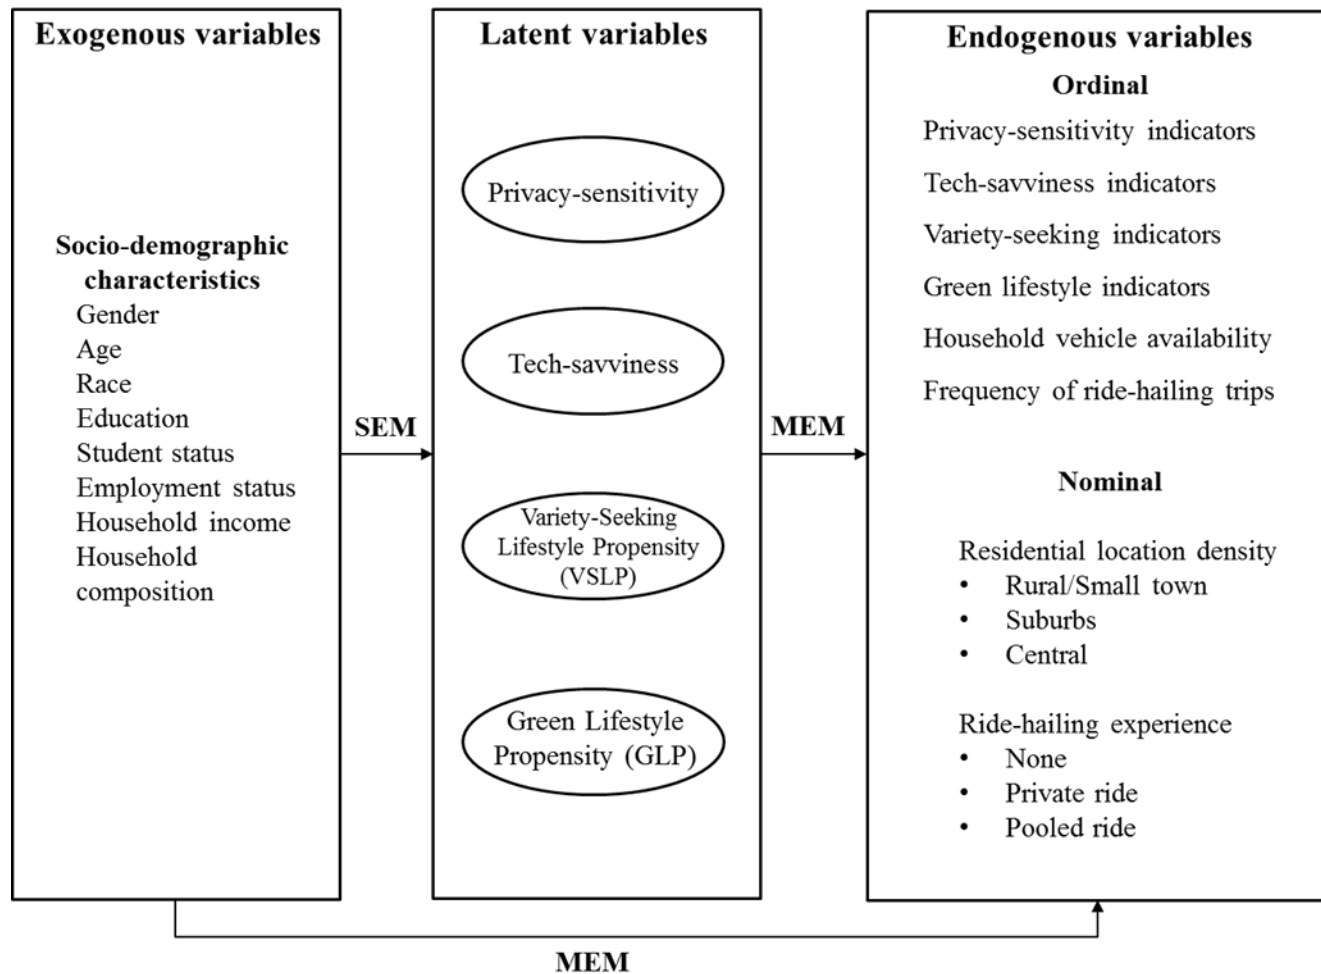 Exogenous variables
Socio-demographic
characteristics
Gender
Age
Race
Education
Student status
Employment status
Household income
Household
composition
SEM
Latent variables
Privacy-sensitivity
Tech-savviness
Variety-Seeking
Lifestyle Propensity
(VSLP)
Green Lifestyle
Propensity (GLP)
MEM
Endogenous variables
Ordinal
Privacy-sensitivity indicators
Tech-savviness indicators
Variety-seeking indicators
Green lifestyle indicators
Household vehicle availability
Frequency of ride-hailing trips
Nominal
Residential location density
• Rural/Small town
• Suburbs
• Central
Ride-hailing experience
• None
• Private ride
• Pooled ride
MEM